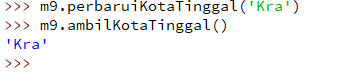 >>> m9.perbaruiKotaTinggal('Kra')
>>> m9.ambilKotaTinggal()
'Kra'
>>>